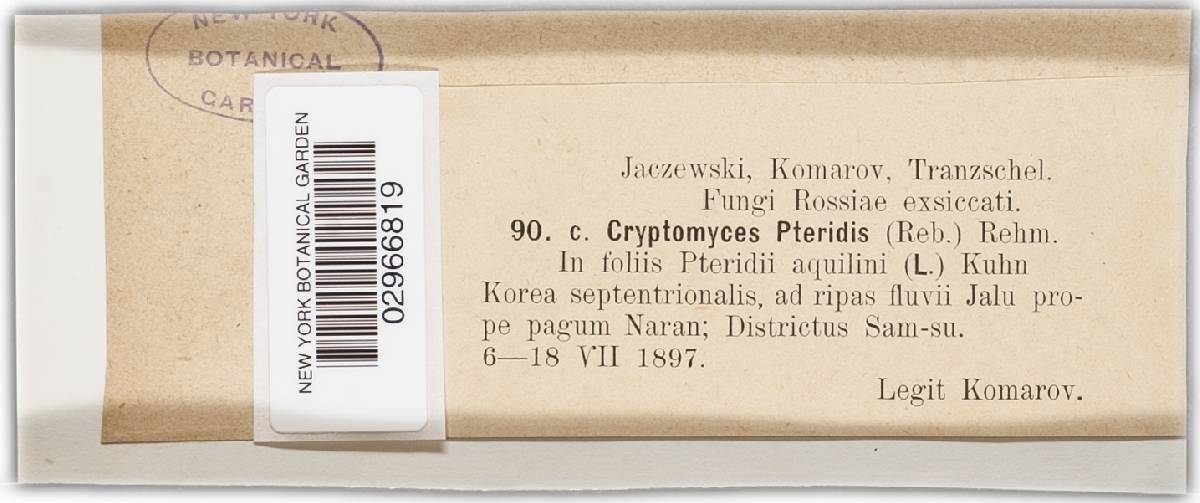 NEW YORK
BOTANICAL
GAR
NEW YORK BOTANICAL GARDEN
02966819
Jaczewski, Komarov, Tranzschel.
Fungi Rossiae exsiccati.
90. c. Cryptomyces Pteridis (Reb.) Rehm.
In foliis Pteridii aquilini (L.) Kuhn
Korea septentrionalis, ad ripas fluvii Jalu pro-
pe pagum Naran; Districtus Sam-su.
6—18 VII 1897.
Legit Komarov.